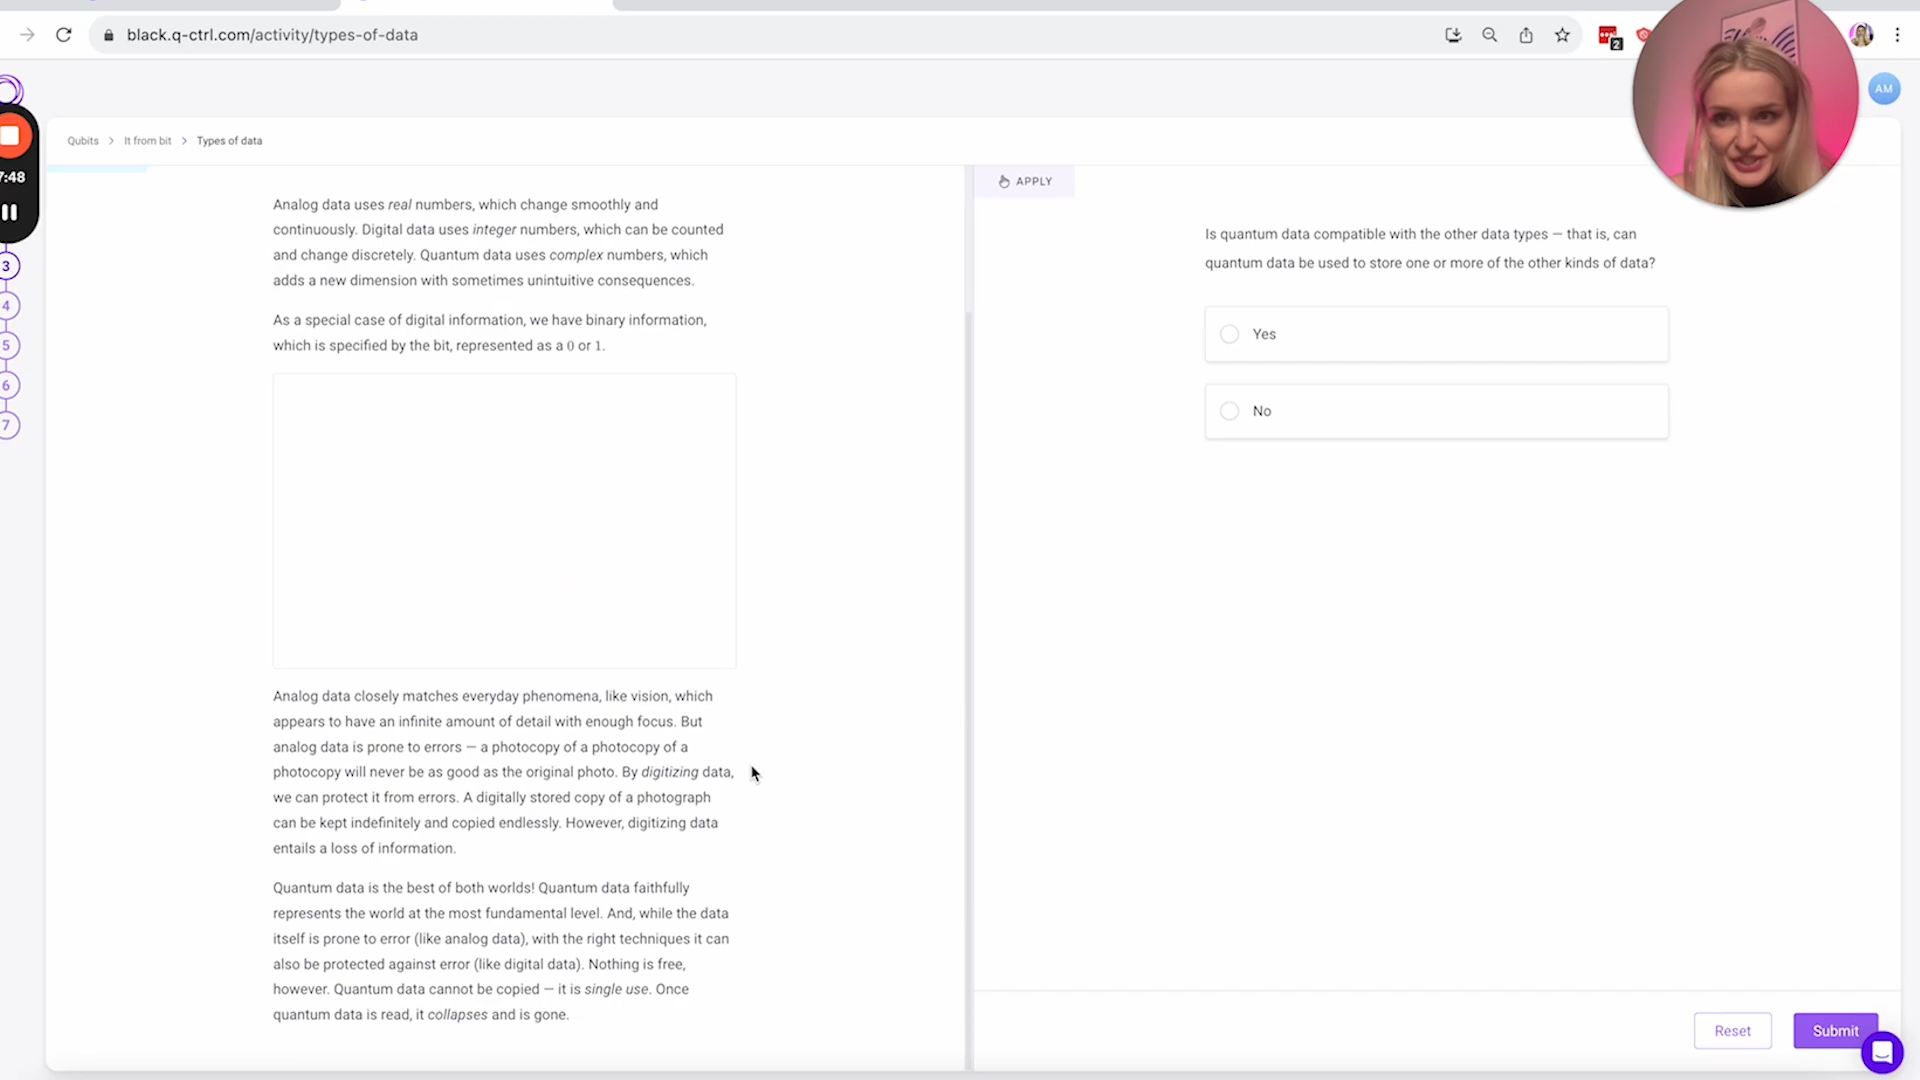 black.q-ctrl.com/activity/types-of-data
2
AM
7:48
Qubits > It from bit > Types of data
3
4
5
6
7
Analog data uses real numbers, which change smoothly and
continuously. Digital data uses integer numbers, which can be counted
and change discretely. Quantum data uses complex numbers, which
adds a new dimension with sometimes unintuitive consequences.
As a special case of digital information, we have binary information,
which is specified by the bit, represented as a 0 or 1.
Analog data closely matches everyday phenomena, like vision, which
appears to have an infinite amount of detail with enough focus. But
analog data is prone to errors — a photocopy of a photocopy of a
photocopy will never be as good as the original photo. By digitizing data,
we can protect it from errors. A digitally stored copy of a photograph
can be kept indefinitely and copied endlessly. However, digitizing data
entails a loss of information.
Quantum data is the best of both worlds! Quantum data faithfully
represents the world at the most fundamental level. And, while the data
itself is prone to error (like analog data), with the right techniques it can
also be protected against error (like digital data). Nothing is free,
however. Quantum data cannot be copied — it is single use. Once
quantum data is read, it collapses and is gone.
APPLY
Is quantum data compatible with the other data types — that is, can
quantum data be used to store one or more of the other kinds of data?
Yes
No
Reset
Submit